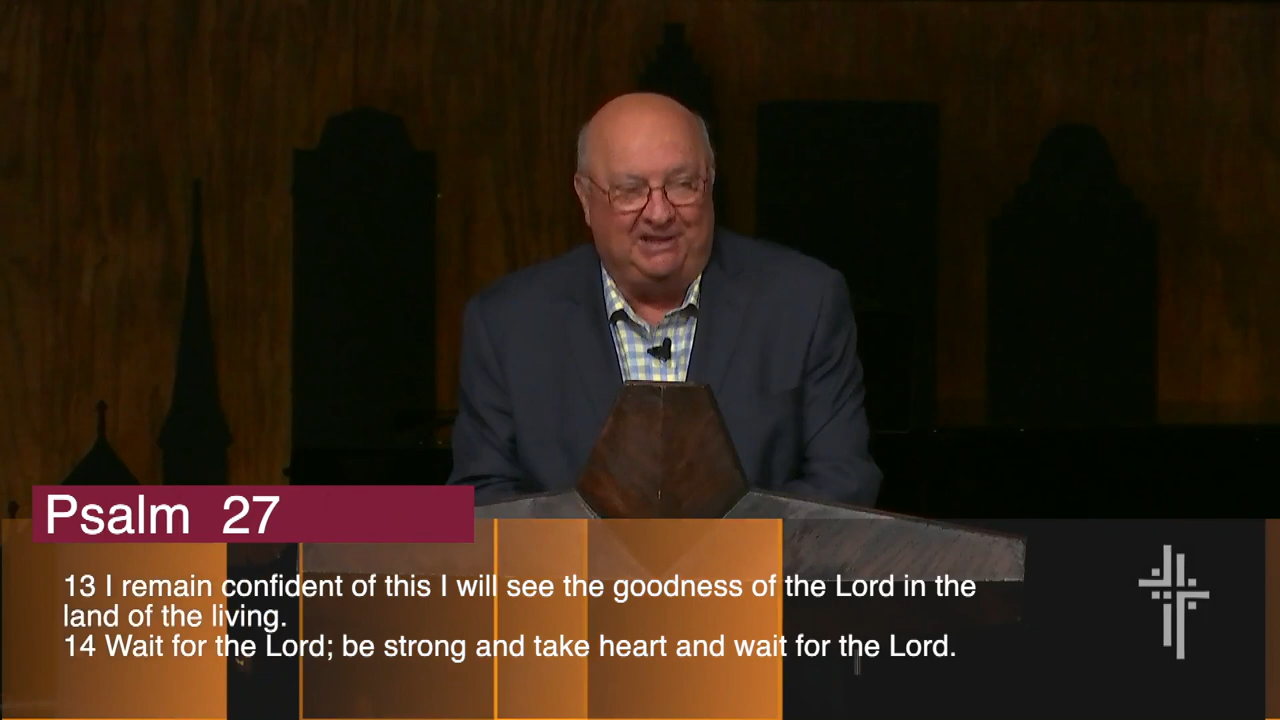 Psalm 27
13 I remain confident of this I will see the goodness of the Lord in the
land of the living.
14 Wait for the Lord; be strong and take heart and wait for the Lord.